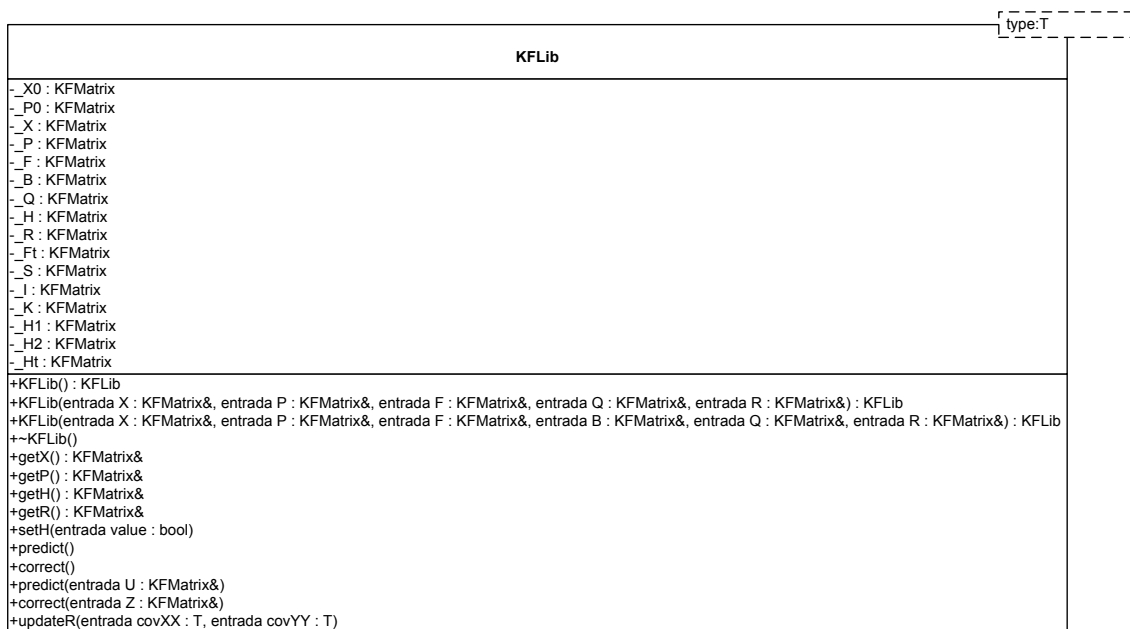 type:T
KFLib
-_X0 : KFMatrix
-_P0 : KFMatrix
-_X : KFMatrix
-_P : KFMatrix
-_F : KFMatrix
-_B : KFMatrix
-_Q : KFMatrix
-_H : KFMatrix
-_R : KFMatrix
-_Ft : KFMatrix
-_S : KFMatrix
-_I : KFMatrix
-_K : KFMatrix
-_H1 : KFMatrix
-_H2 : KFMatrix
-_Ht : KFMatrix
+KFLib() : KFLib
+KFLib(entrada X : KFMatrix&, entrada P : KFMatrix&, entrada F : KFMatrix&, entrada Q : KFMatrix&, entrada R : KFMatrix&) : KFLib
+KFLib(entrada X : KFMatrix&, entrada P : KFMatrix&, entrada F : KFMatrix&, entrada B : KFMatrix&, entrada Q : KFMatrix&, entrada R : KFMatrix&) : KFLib
+~KFLib()
+getX() : KFMatrix&
+getP() : KFMatrix&
+getH() : KFMatrix&
+getR() : KFMatrix&
+setH(entrada value : bool)
+predict()
+correct()
+predict(entrada U : KFMatrix&)
+correct(entrada Z : KFMatrix&)
+updateR(entrada covXX : T, entrada covYY : T)